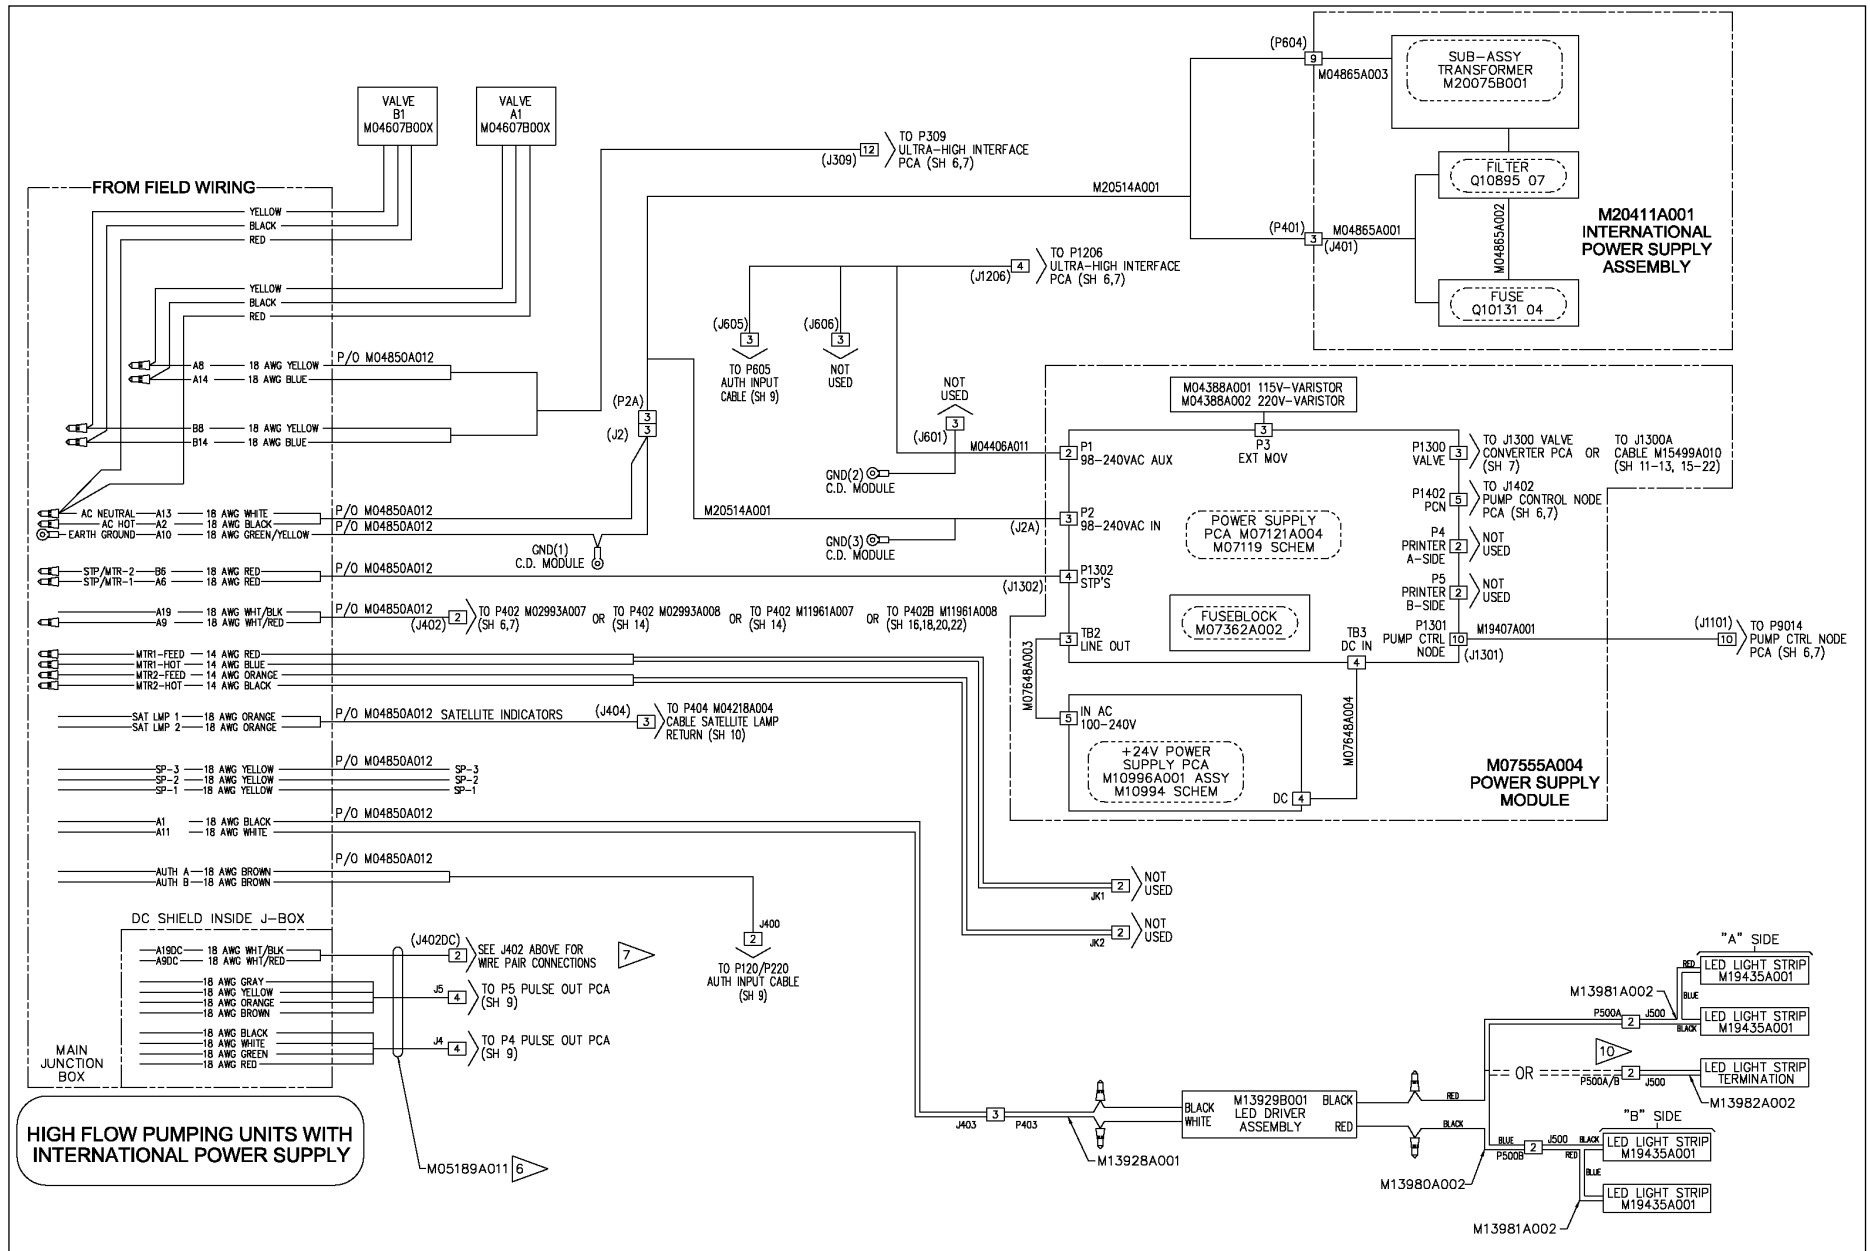 VALVE
B1
M04607B00X
VALVE
A1
M04607B00X
FROM FIELD WIRING
YELLOW
BLACK
RED
YELLOW
BLACK
RED
A8 18 AWG YELLOW P/O M04850A012
A14 18 AWG BLUE
B8 18 AWG YELLOW
B14 18 AWG BLUE
AC NEUTRAL A13 18 AWG WHITE P/O M04850A012
AC HOT A2 18 AWG BLACK P/O M04850A012
EARTH GROUND A10 18 AWG GREEN/YELLOW
GND(1)
C.D. MODULE
STP/MTR-2 B6 18 AWG RED P/O M04850A012
STP/MTR-1 A6 18 AWG RED
A19 18 AWG WHT/BLK P/O M04850A012
A9 18 AWG WHT/RED
(J402) 2
TO P402 M02993A007
(SH 6,7)
OR
TO P402 M02993A008
(SH 14)
OR
TO P402 M11961A007
(SH 14)
OR
TO P402B M11961A008
(SH 16,18,20,22)
MTR1-FEED 14 AWG RED
MTR1-HOT 14 AWG BLUE
MTR2-FEED 14 AWG ORANGE
MTR2-HOT 14 AWG BLACK
SAT LMP 1 18 AWG ORANGE P/O M04850A012 SATELLITE INDICATORS
SAT LMP 2 18 AWG ORANGE
(J404) 3
TO P404 M04218A004
CABLE SATELLITE LAMP
RETURN (SH 10)
SP-3 18 AWG YELLOW P/O M04850A012 SP-3
SP-2 18 AWG YELLOW SP-2
SP-1 18 AWG YELLOW SP-1
A1 18 AWG BLACK P/O M04850A012
A11 18 AWG WHITE
P/O M04850A012
AUTH A 18 AWG BROWN
AUTH B 18 AWG BROWN
J400
2
TO P120/P220
AUTH INPUT CABLE
(SH 9)
DC SHIELD INSIDE J-BOX
A19DC 18 AWG WHT/BLK
A9DC 18 AWG WHT/RED
(J402DC) 2
SEE J402 ABOVE FOR
WIRE PAIR CONNECTIONS
7
18 AWG GRAY
18 AWG YELLOW
18 AWG ORANGE
18 AWG BROWN
J5 4
TO P5 PULSE OUT PCA
(SH 9)
18 AWG BLACK
18 AWG WHITE
18 AWG GREEN
18 AWG RED
J4 4
TO P4 PULSE OUT PCA
(SH 9)
MAIN
JUNCTION
BOX
HIGH FLOW PUMPING UNITS WITH
INTERNATIONAL POWER SUPPLY
M05189A011 6
(J309) 12
TO P309
ULTRA-HIGH INTERFACE
PCA (SH 6,7)
(P2A)
3
3
(J2)
M20514A001
M20514A001
(P604)
9
M04865A003
SUB-ASSY
TRANSFORMER
M20075B001
FILTER
Q10895 07
M04865A002
(P401)
3
M04865A001
(J401)
FUSE
Q10131 04
M20411A001
INTERNATIONAL
POWER SUPPLY
ASSEMBLY
(J1206) 4
TO P1206
ULTRA-HIGH INTERFACE
PCA (SH 6,7)
(J605)
3
TO P605
AUTH INPUT
CABLE (SH 9)
(J606)
3
NOT
USED
NOT
USED
3
(J601)
M04406A011
GND(2)
C.D. MODULE
GND(3)
C.D. MODULE
(J2A)
(J1302)
M04388A001 115V-VARISTOR
M04388A002 220V-VARISTOR
3
P3
EXT MOV
2 P1
98-240VAC AUX
3 P2
98-240VAC IN
4 P1302
STP'S
3 TB2
LINE OUT
POWER SUPPLY
PCA M07121A004
M07119 SCHEM
FUSEBLOCK
M07362A002
P1300
VALVE
3
TO J1300 VALVE
CONVERTER PCA OR
(SH 7)
TO J1300A
CABLE M15499A010
(SH 11-13, 15-22)
P1402
PCN
5
TO J1402
PUMP CONTROL NODE
PCA (SH 6,7)
P4
PRINTER
A-SIDE
2
NOT
USED
P5
PRINTER
B-SIDE
2
NOT
USED
P1301
PUMP CTRL
NODE
10
M19407A001
(J1301)
(J1101)
10
TO P9014
PUMP CTRL NODE
PCA (SH 6,7)
TB3
DC IN
4
M07648A003
M07648A004
5 IN AC
100-240V
+24V POWER
SUPPLY PCA
M10996A001 ASSY
M10994 SCHEM
DC 4
M07555A004
POWER SUPPLY
MODULE
JK1 2
NOT
USED
JK2 2
NOT
USED
J403 3 P403
M13928A001
BLACK
WHITE
M13929B001
LED DRIVER
ASSEMBLY
BLACK
RED
RED
BLACK
M13980A002
"A" SIDE
RED
LED LIGHT STRIP
M19435A001
BLUE
M13981A002
P500A 2 J500
BLACK
LED LIGHT STRIP
M19435A001
10
OR
P500A/B 2 J500
LED LIGHT STRIP
TERMINATION
M13982A002
"B" SIDE
BLUE
P500B 2 J500
BLACK
RED
LED LIGHT STRIP
M19435A001
BLUE
LED LIGHT STRIP
M19435A001
M13981A002